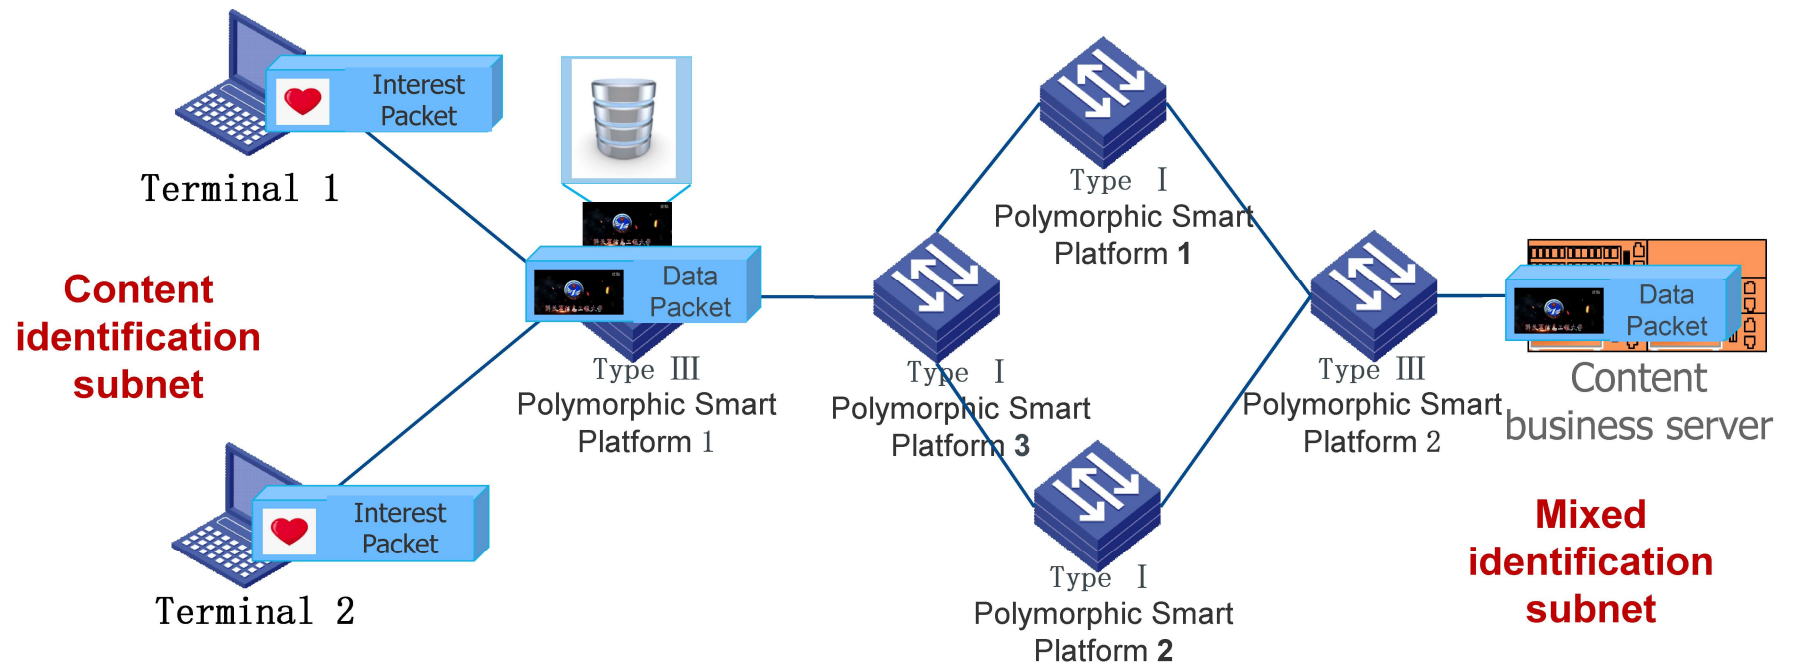 Interest
Packet
Terminal 1
Content
identification
subnet
Interest
Packet
Terminal 2
Data
Packet
Type Ⅲ
Polymorphic Smart
Platform 1
Type Ⅰ
Polymorphic Smart
Platform 1
Type Ⅰ
Polymorphic Smart
Platform 3
Type Ⅰ
Polymorphic Smart
Platform 2
Type Ⅲ
Polymorphic Smart
Platform 2
Data
Packet
Content
business server
Mixed
identification
subnet